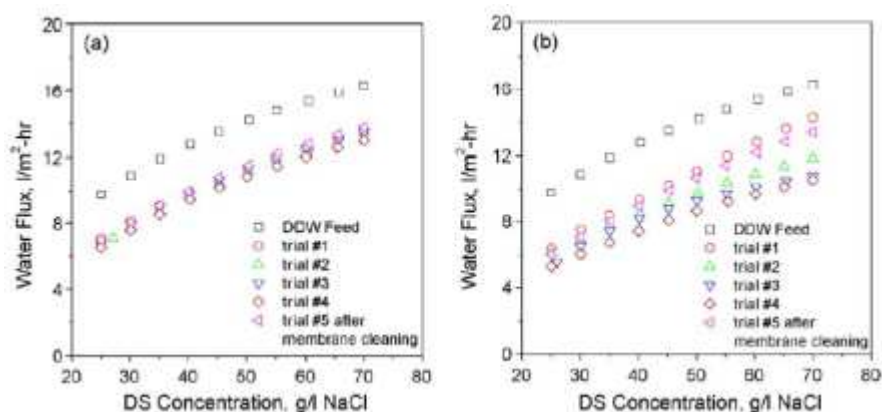 (a)
Water Flux, l/m²-hr
20
16
12
8
4
0
DDW Feed
trial #1
trial #2
trial #3
trial #4
trial #5 after
membrane cleaning
20 30 40 50 60 70 80
DS Concentration, g/l NaCl
(b)
Water Flux, l/m²-hr
20
16
12
8
4
0
DDW Feed
trial #1
trial #2
trial #3
trial #4
trial #5 after
membrane cleaning
20 30 40 50 60 70 80
DS Concentration, g/l NaCl